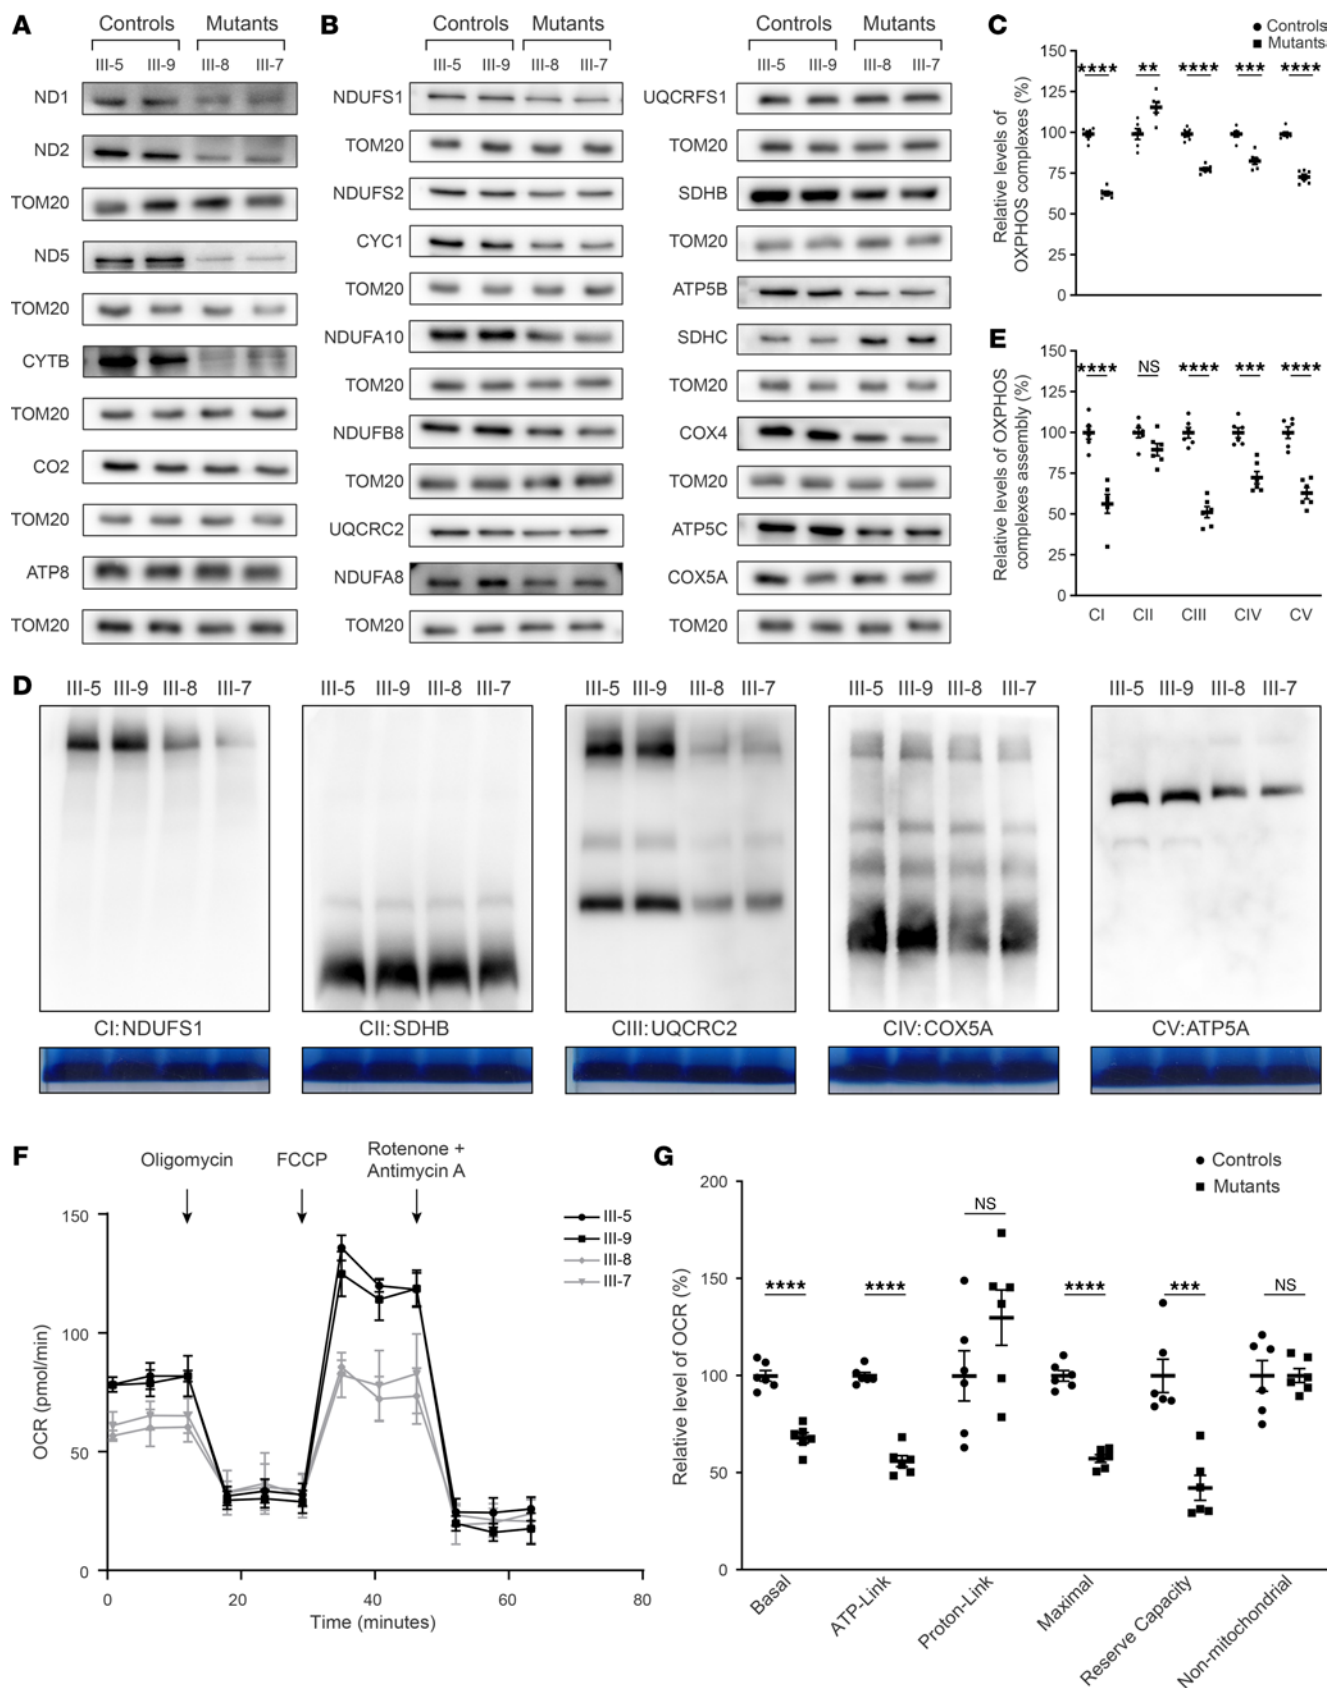 A
Controls Mutants
III-5 III-9 III-8 III-7
ND1
ND2
TOM20
ND5
TOM20
CYTB
TOM20
CO2
TOM20
ATP8
TOM20
B
Controls Mutants
III-5 III-9 III-8 III-7
NDUFS1
TOM20
NDUFS2
CYC1
TOM20
NDUFA10
TOM20
NDUFB8
TOM20
UQCRC2
NDUFA8
TOM20
Controls Mutants
III-5 III-9 III-8 III-7
UQCRFS1
TOM20
SDHB
TOM20
ATP5B
SDHC
TOM20
COX4
TOM20
ATP5C
COX5A
TOM20
C
Controls
Mutants
Relative levels of
OXPHOS complexes (%)
150
125
100
75
50
25
0
**** ** **** *** ****
E
Relative levels of OXPHOS
complexes assembly (%)
150
125
100
75
50
25
0
**** NS **** *** ****
CI CII CIII CIV CV
D
III-5 III-9 III-8 III-7
CI:NDUFS1
III-5 III-9 III-8 III-7
CII:SDHB
III-5 III-9 III-8 III-7
CIII:UQCRC2
III-5 III-9 III-8 III-7
CIV:COX5A
III-5 III-9 III-8 III-7
CV:ATP5A
F
Oligomycin
FCCP
Rotenone +
Antimycin A
III-5
III-9
III-8
III-7
OCR (pmol/min)
150
100
50
0
0 20 40 60 80
Time (minutes)
G
Controls
Mutants
Relative level of OCR (%)
200
150
100
50
0
**** **** NS **** *** NS
Basal
ATP-Link
Proton-Link
Maximal
Reserve Capacity
Non-mitochondrial